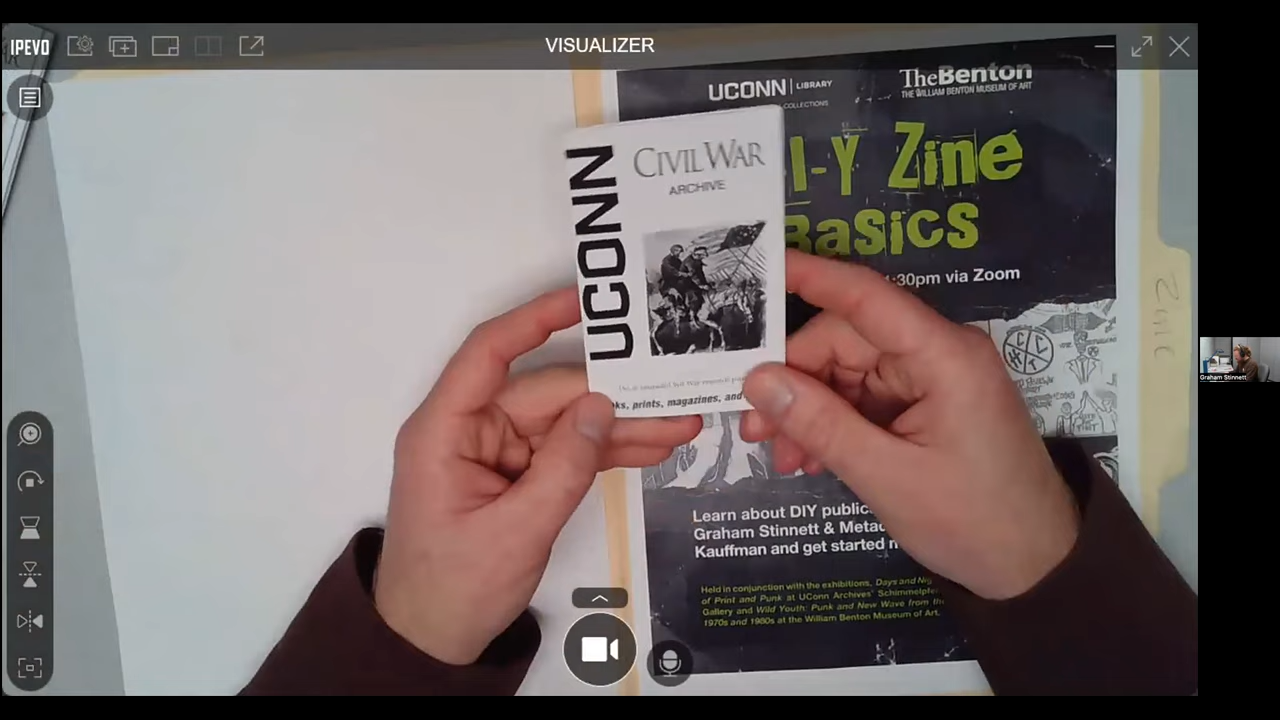 IPEVO
VISUALIZER
UCONN
CIVIL WAR
ARCHIVE
ks, prints, magazines, and
UCONN | LIBRARY
COLLECTIONS
TheBenton
THE WILLIAM BENTON MUSEUM OF ART
I-Y Zine
Basics
:30pm via Zoom
Learn about DIY public
Graham Stinnett & Meta
Kauffman and get started
Held in conjunction with the exhibitions, Days and Nig
of Print and Punk at UConn Archives' Schimmelpfe
Gallery and Wild Youth: Punk and New Wave from the
1970s and 1980s at the William Benton Museum of Art.
Graham Stinnett